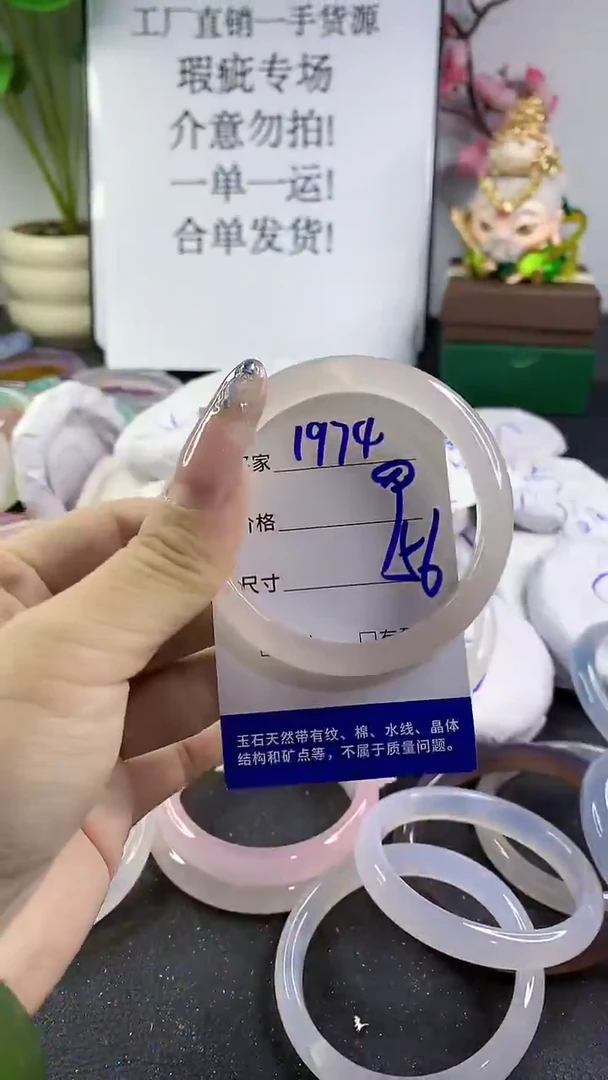 工厂直销一手货源
瑕疵专场
介意勿拍!
一单一运!
合单发货!
家 1974
价格
尺寸 56
玉石天然带有纹、棉、水线、晶体
结构和矿点等，不属于质量问题。